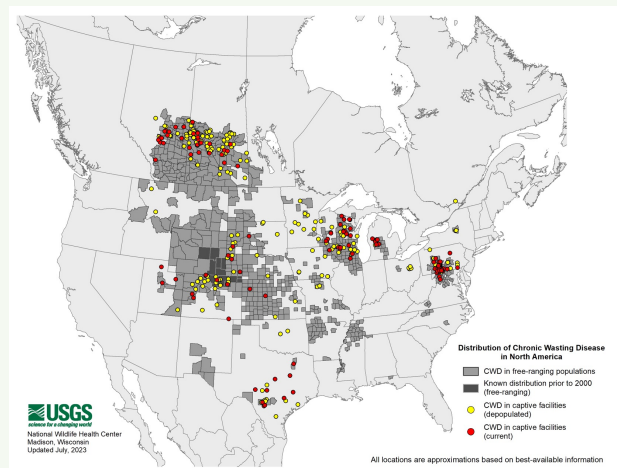 Distribution of Chronic Wasting Disease
in North America
CWD in free-ranging populations
Known distribution prior to 2000
(free-ranging)
CWD in captive facilities
(depopulated)
CWD in captive facilities
(current)
USGS
science for a changing world
National Wildlife Health Center
Madison, Wisconsin
Updated July, 2023
All locations are approximations based on best-available information